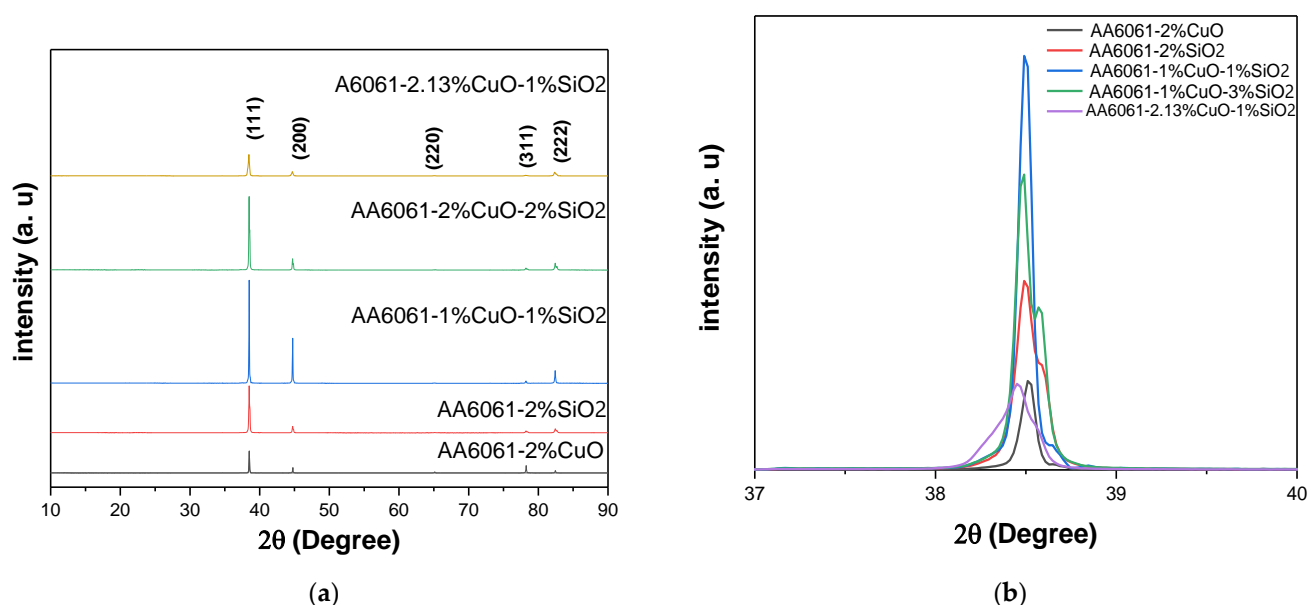 A6061-2.13%CuO-1%SiO2
(111)
(200)
(220)
(311)
(222)
AA6061-2%CuO-2%SiO2
AA6061-1%CuO-1%SiO2
AA6061-2%SiO2
AA6061-2%CuO
intensity (a. u)
10 20 30 40 50 60 70 80 90
2θ (Degree)
(a)
AA6061-2%CuO
AA6061-2%SiO2
AA6061-1%CuO-1%SiO2
AA6061-1%CuO-3%SiO2
AA6061-2.13%CuO-1%SiO2
intensity (a. u)
37 38 39 40
2θ (Degree)
(b)